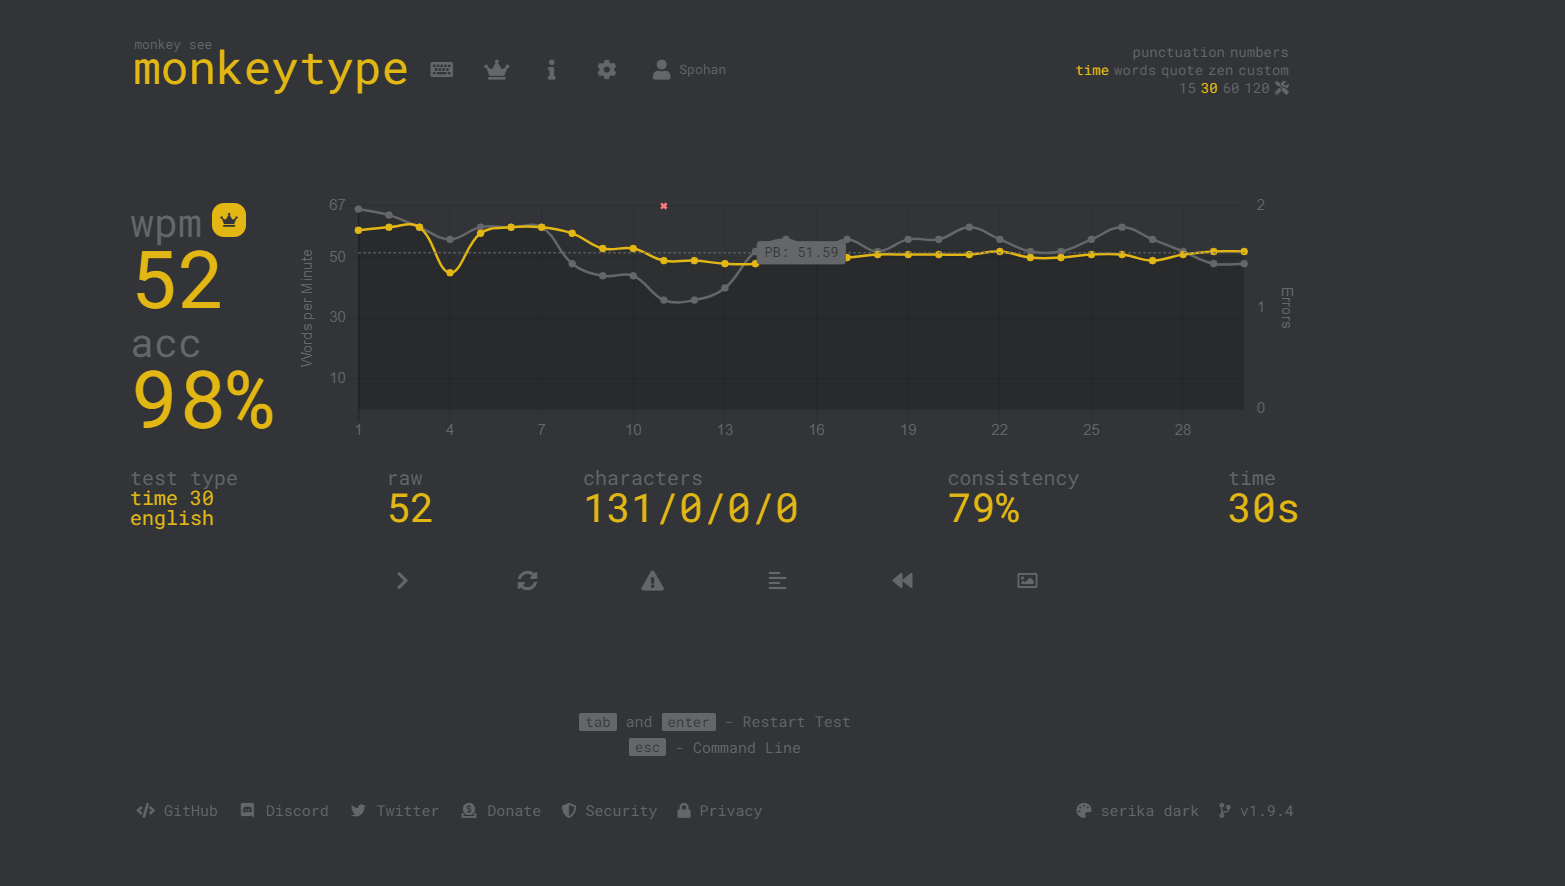 monkey see
monkeytype
Spohan
punctuation numbers
time words quote zen custom
15 30 60 120
wpm
52
acc
98%
67
50
30
10
Words per Minute
PB: 51.59
2
1
0
Errors
1 4 7 10 13 16 19 22 25 28
test type
time 30
english
raw
52
characters
131/0/0/0
consistency
79%
time
30s
tab and enter - Restart Test
esc - Command Line
GitHub Discord Twitter Donate Security Privacy
serika dark v1.9.4